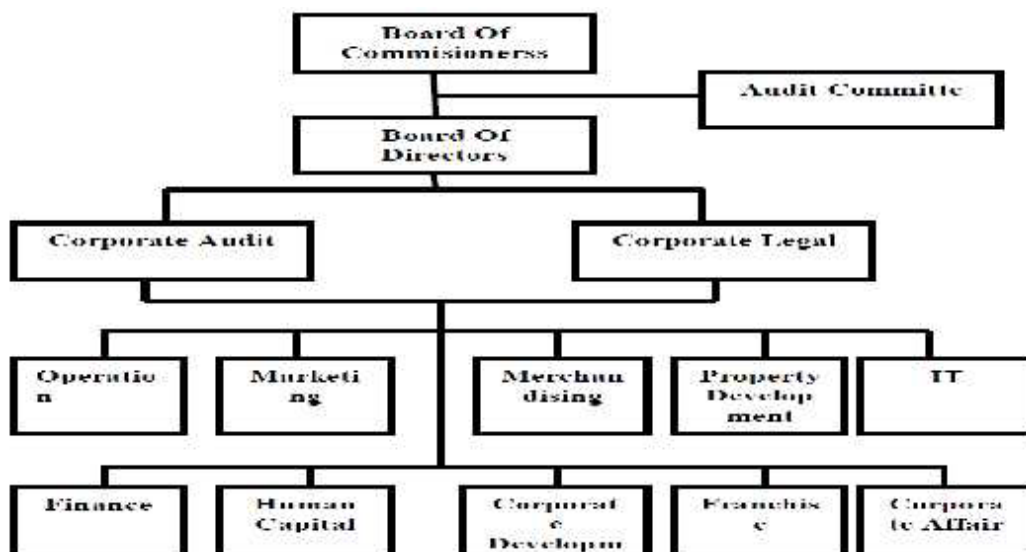 Board Of
Commisionerss
Audit Committe
Board Of
Directors
Corporate Audit
Corporate Legal
Operatio
n
Marketi
ng
Merchan
dising
Property
Develop
ment
IT
Finance
Human
Capital
Corporat
e
Developm
Franchis
e
Corpora
te Affair